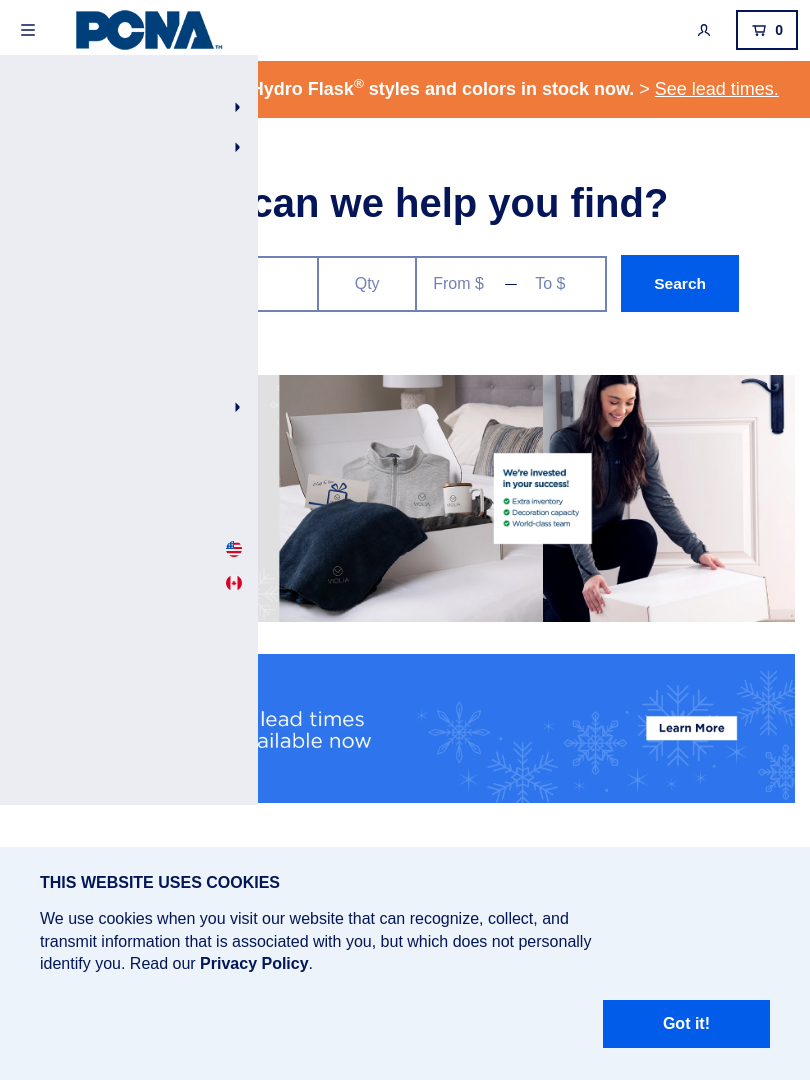 PCNA™
0
Hydro Flask® styles and colors in stock now. > See lead times.
can we help you find?
Qty
From $ — To $
Search
We're invested
in your success!
Extra inventory
Decoration capacity
World-class team
VIOLIA
VIOLIA
VIOLIA
lead times
ailable now
Learn More
THIS WEBSITE USES COOKIES
We use cookies when you visit our website that can recognize, collect, and
transmit information that is associated with you, but which does not personally
identify you. Read our Privacy Policy.
Got it!